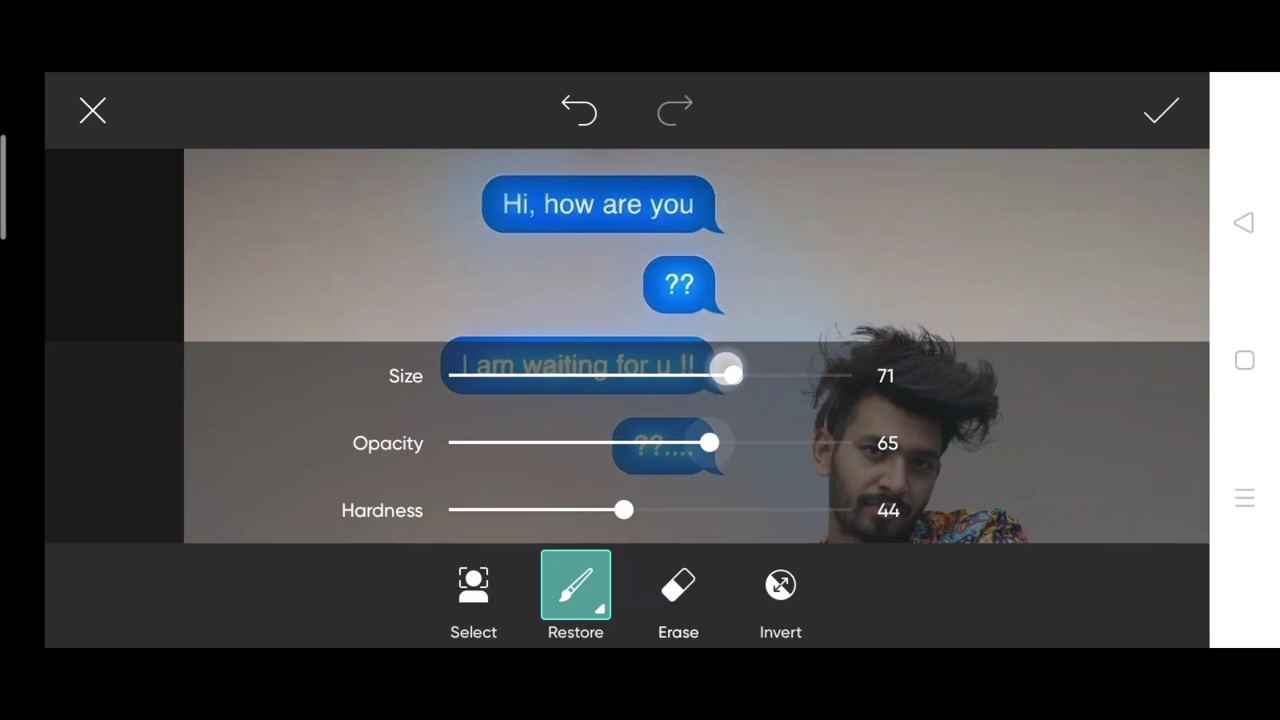 Hi, how are you
??
I am waiting for u !!
Size 71
??....
Opacity 65
Hardness 44
Select Restore Erase Invert